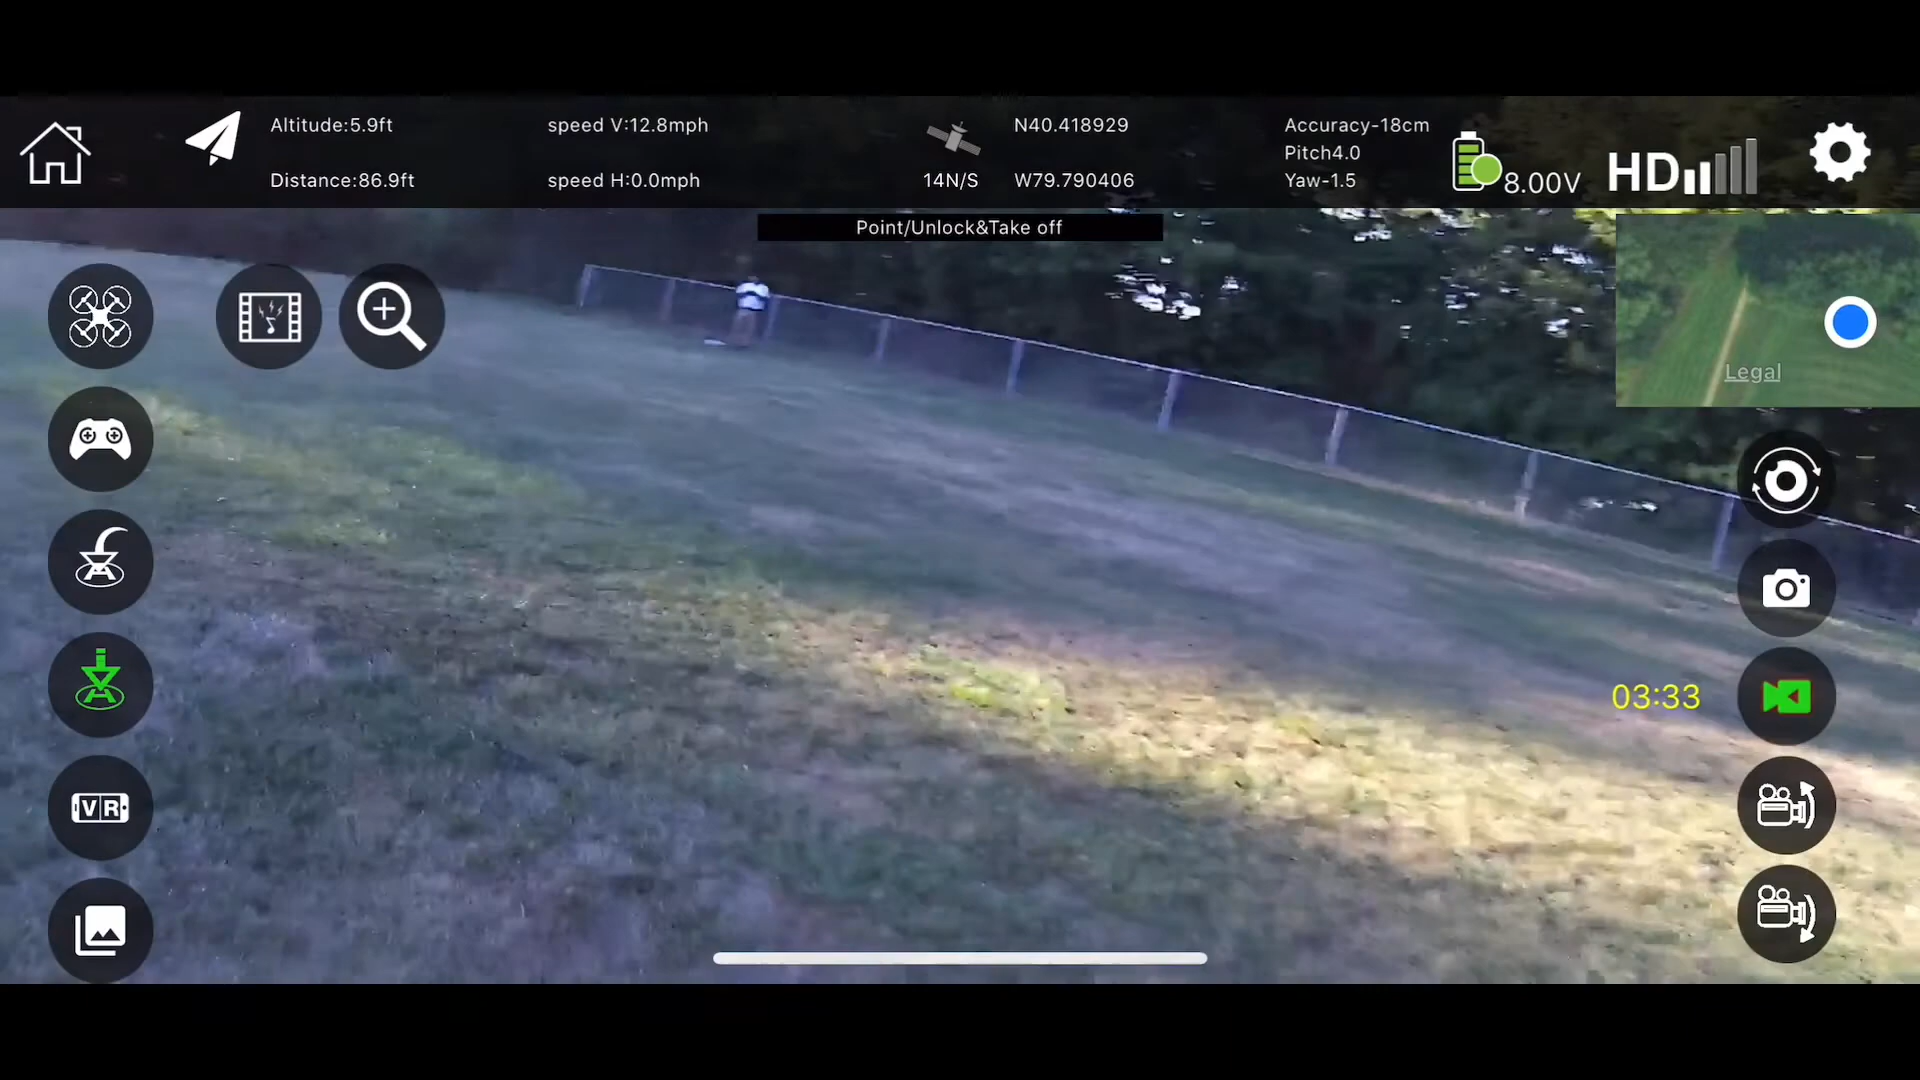 Altitude:5.9ft
speed V:12.8mph
N40.418929
Accuracy-18cm
Pitch4.0
Distance:86.9ft
speed H:0.0mph
14N/S
W79.790406
Yaw-1.5
8.00V
HD
Point/Unlock&Take off
Legal
03:33
VR